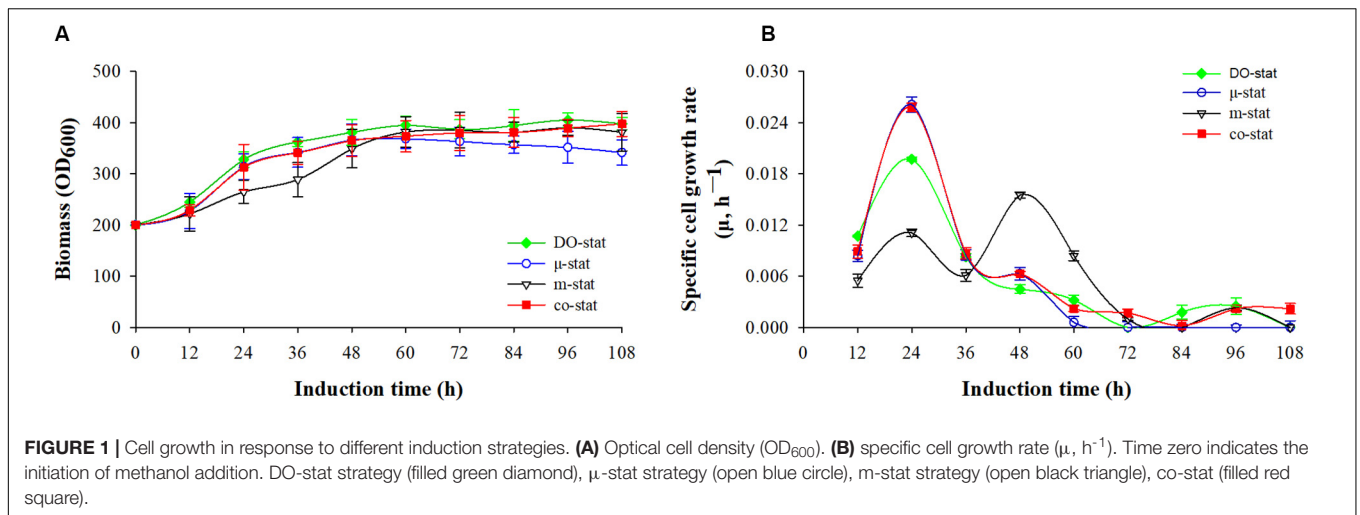 A
Biomass (OD600)
500
400
300
200
100
0
DO-stat
μ-stat
m-stat
co-stat
0 12 24 36 48 60 72 84 96 108
Induction time (h)
B
Specific cell growth rate
(μ, h⁻¹)
0.030
0.024
0.018
0.012
0.006
0.000
DO-stat
μ-stat
m-stat
co-stat
12 24 36 48 60 72 84 96 108
Induction time (h)
FIGURE 1 | Cell growth in response to different induction strategies. (A) Optical cell density (OD600). (B) specific cell growth rate (μ, h-1). Time zero indicates the
initiation of methanol addition. DO-stat strategy (filled green diamond), μ-stat strategy (open blue circle), m-stat strategy (open black triangle), co-stat (filled red
square).